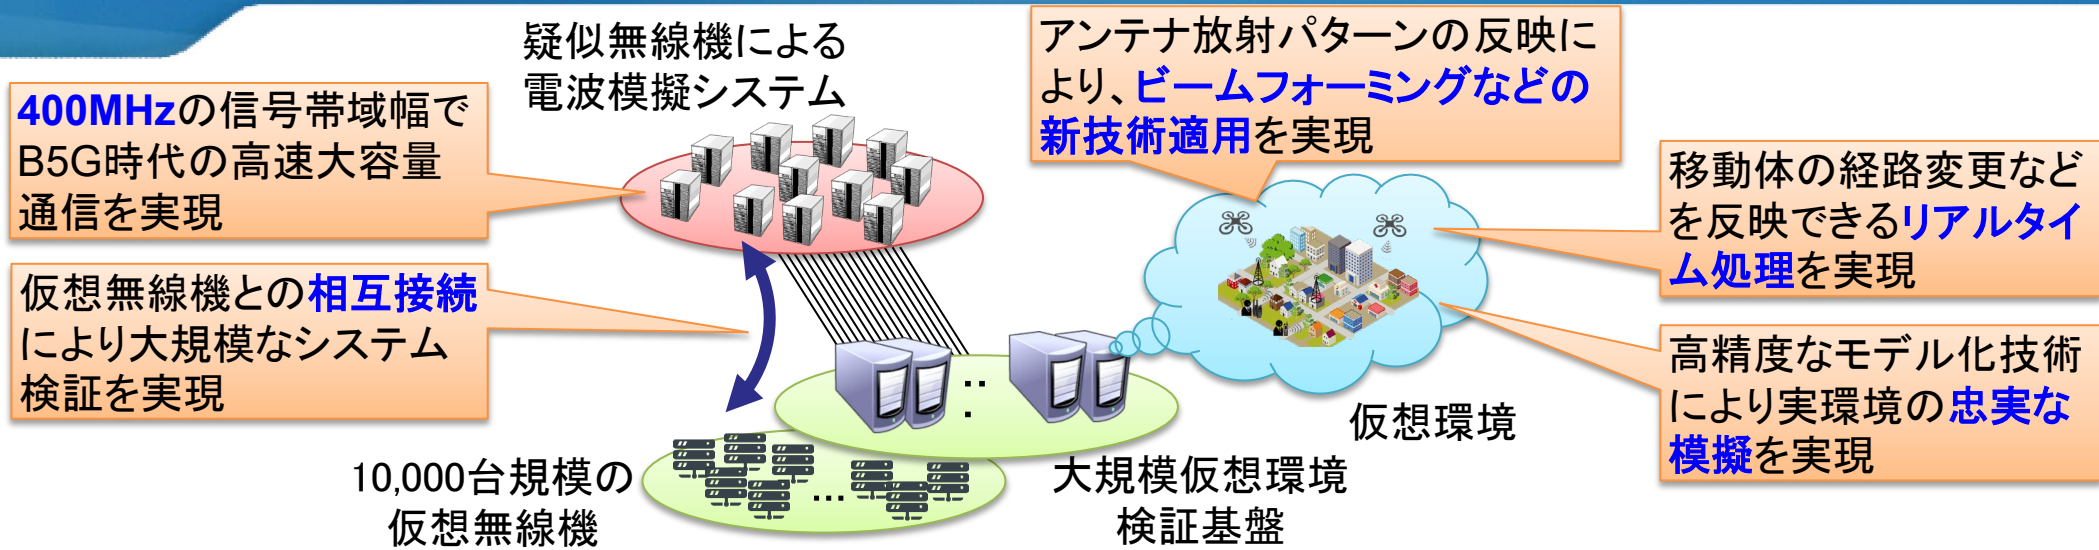 疑似無線機による
電波模擬システム
400MHzの信号帯域幅で
B5G時代の高速大容量
通信を実現
仮想無線機との相互接続
により大規模なシステム
検証を実現
アンテナ放射パターンの反映に
より、ビームフォーミングなどの
新技術適用を実現
移動体の経路変更など
を反映できるリアルタイ
ム処理を実現
高精度なモデル化技術
により実環境の忠実な
模擬を実現
仮想環境
10,000台規模の
仮想無線機
大規模仮想環境
検証基盤